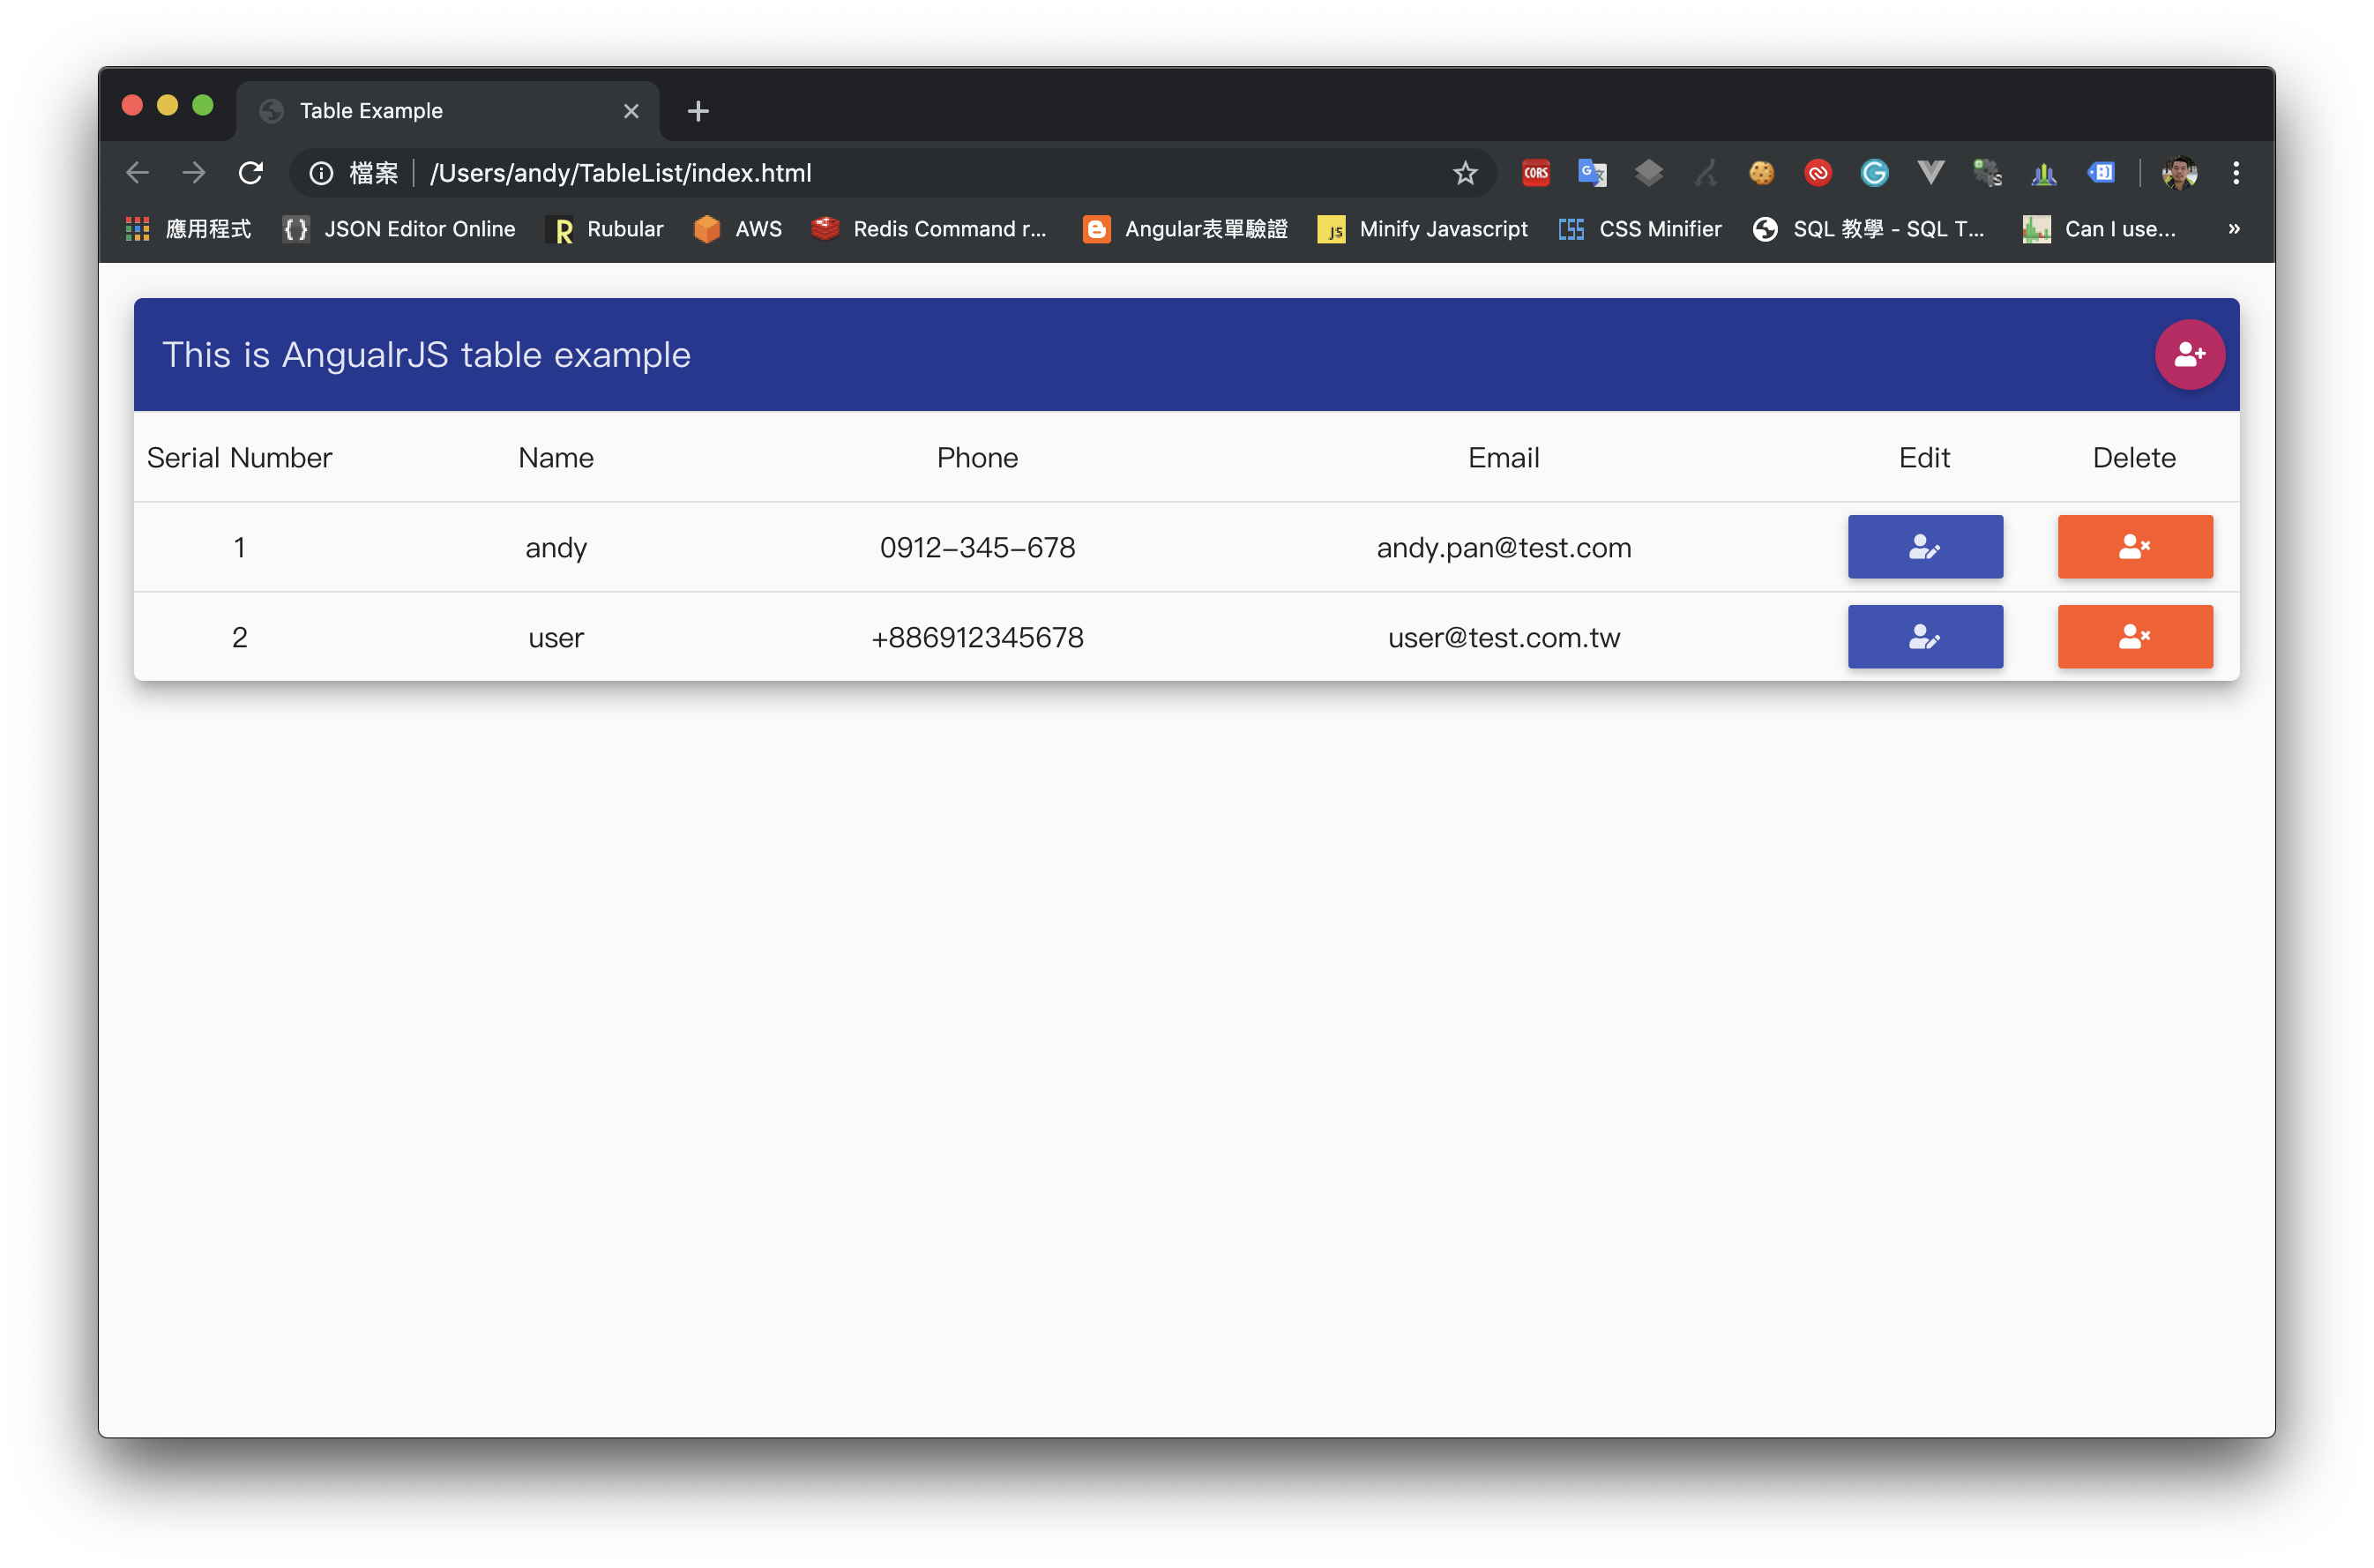 Table Example
檔案 /Users/andy/TableList/index.html CORS
應用程式 JSON Editor Online R Rubular AWS Redis Command r... Angular表單驗證 JS Minify Javascript CSS CSS Minifier SQL 教學 - SQL T... Can I use... »
This is AngualrJS table example
Serial Number Name Phone Email Edit Delete
1 andy 0912-345-678 andy.pan@test.com
2 user +886912345678 user@test.com.tw